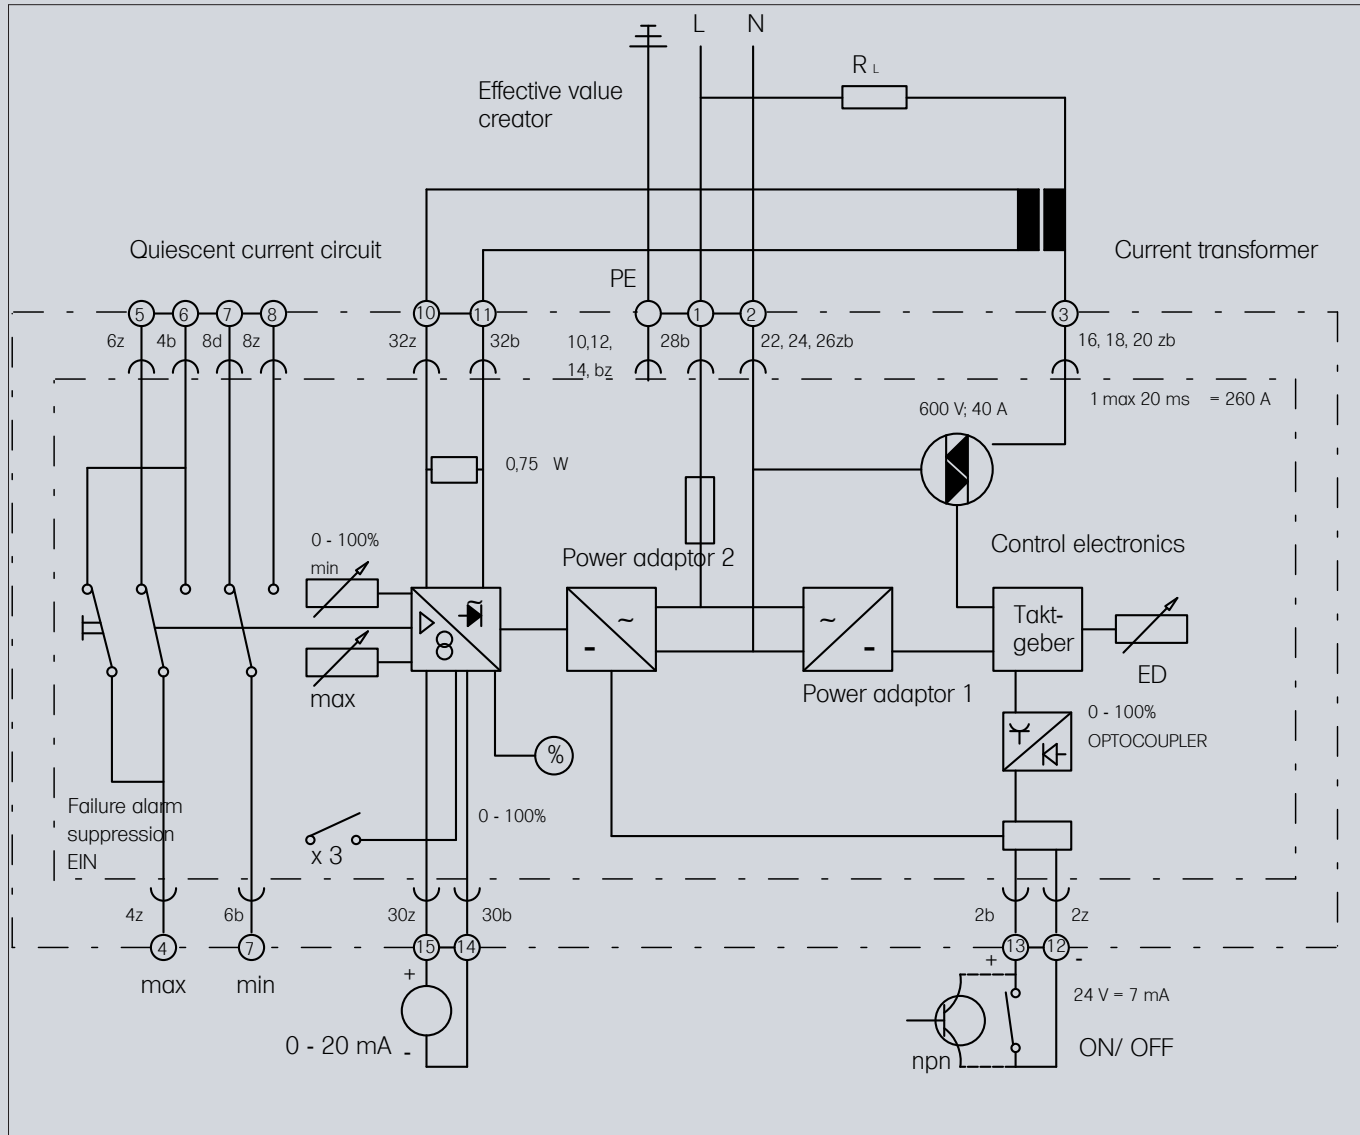 L N
R L
Effective value
creator
Quiescent current circuit
Current transformer
PE
5 6 7 8 10 11 1 2 3
6z 4b 8d 8z 32z 32b 10,12, 28b 22, 24, 26zb 16, 18, 20 zb
14, bz
1 max 20 ms = 260 A
600 V; 40 A
0,75 W
0 - 100%
min
Power adaptor 2
Control electronics
~ - ~ -
Takt-
geber
max
Power adaptor 1
ED
0 - 100%
OPTOCOUPLER
%
Failure alarm
suppression
EIN
0 - 100%
x 3
4z 6b 30z 30b 2b 2z
4 7 15 14 13 12
max min
+ + -
24 V = 7 mA
0 - 20 mA -
npn
ON/ OFF